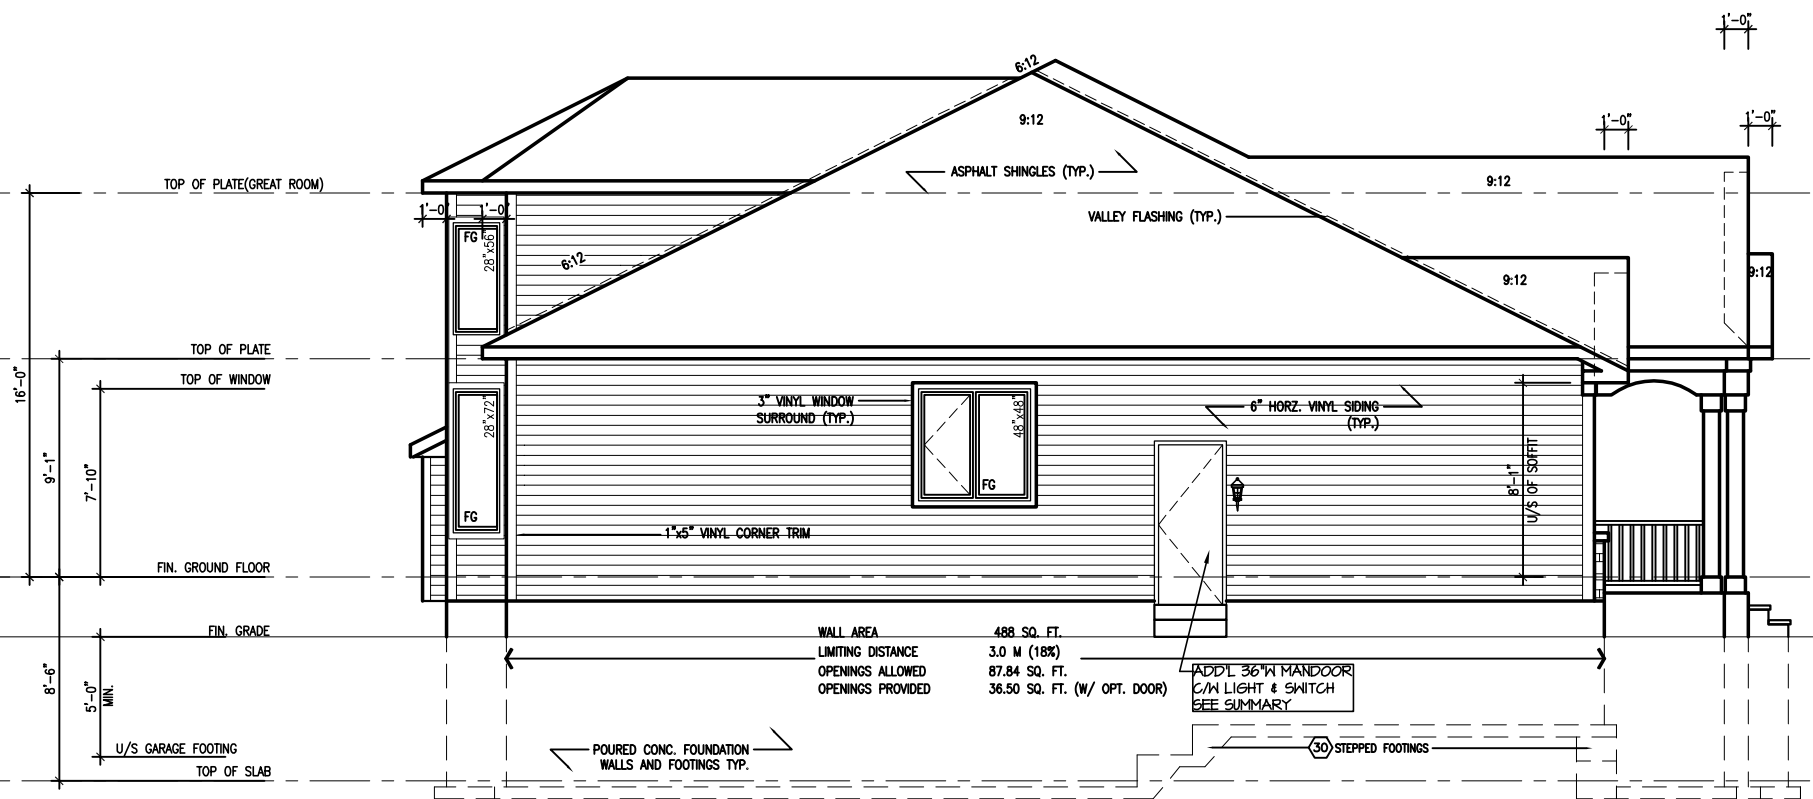 1'-0"
6:12
9:12
1'-0"
1'-0"
ASPHALT SHINGLES (TYP.)
TOP OF PLATE(GREAT ROOM)
9:12
1'-0"
1'-0"
VALLEY FLASHING (TYP.)
FG
28"x56"
6:12
9:12
9:12
TOP OF PLATE
TOP OF WINDOW
16'-0"
9'-1"
7'-10"
28"x72"
FG
3" VINYL WINDOW
SURROUND (TYP.)
48"x48"
FG
6" HORZ. VINYL SIDING
(TYP.)
8'-1"
U/S OF SOFFIT
1"x5" VINYL CORNER TRIM
FIN. GROUND FLOOR
FIN. GRADE
WALL AREA 488 SQ. FT.
LIMITING DISTANCE 3.0 M (18%)
OPENINGS ALLOWED 87.84 SQ. FT.
OPENINGS PROVIDED 36.50 SQ. FT. (W/ OPT. DOOR)
ADD'L 36"W MANDOOR
C/W LIGHT & SWITCH
SEE SUMMARY
8'-6"
5'-0"
MIN.
U/S GARAGE FOOTING
TOP OF SLAB
POURED CONC. FOUNDATION
WALLS AND FOOTINGS TYP.
30 STEPPED FOOTINGS